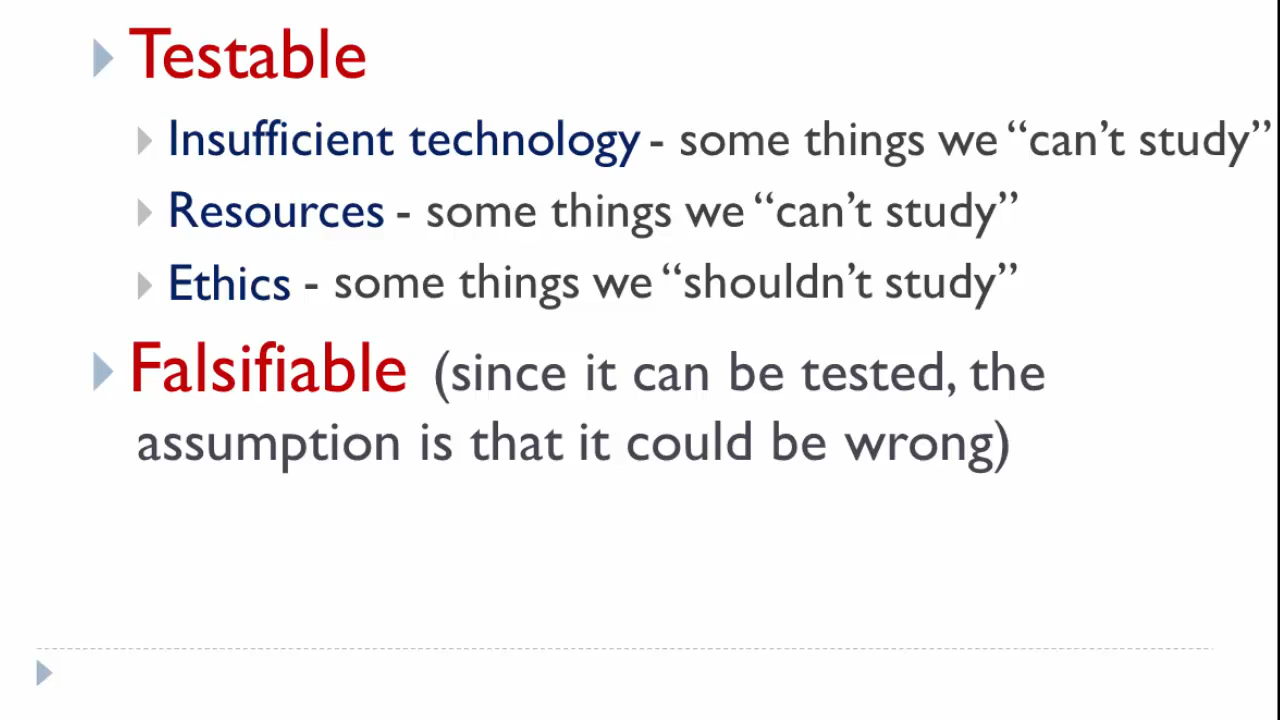 Testable
Insufficient technology - some things we “can’t study”
Resources - some things we “can’t study”
Ethics - some things we “shouldn’t study”
Falsifiable (since it can be tested, the
assumption is that it could be wrong)